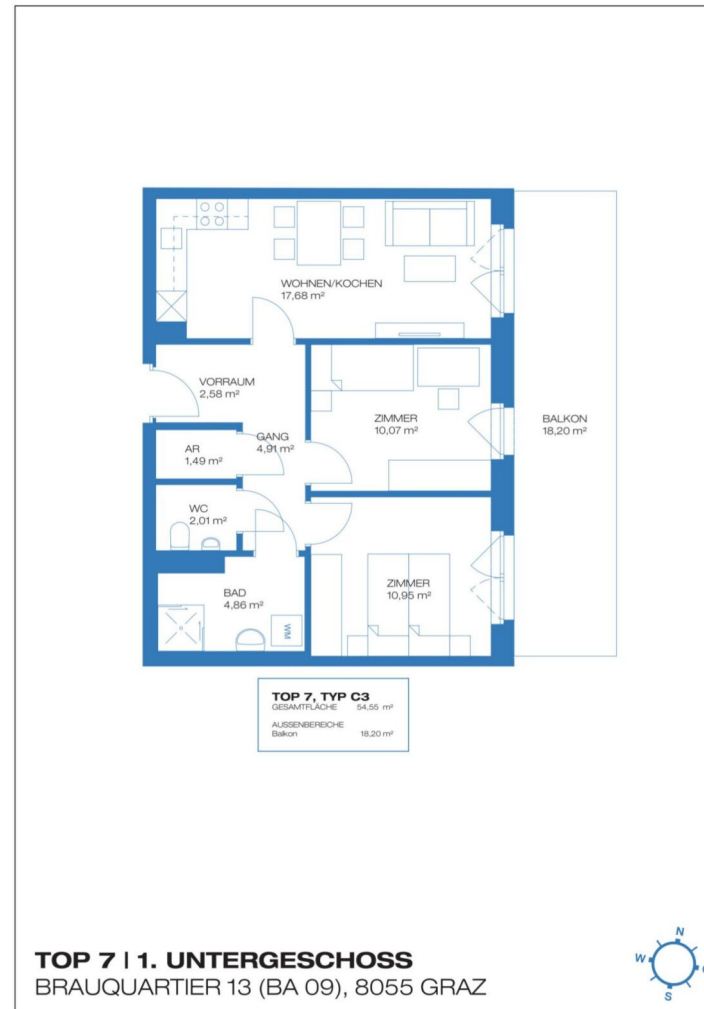 WOHNEN/KOCHEN
17,68 m²
VORRAUM
2,58 m²
ZIMMER
10,07 m²
BALKON
18,20 m²
GANG
4,91 m²
AR
1,49 m²
WC
2,01 m²
ZIMMER
10,95 m²
BAD
4,86 m²
WM
TOP 7, TYP C3
GESAMTFLÄCHE 54,55 m²
AUSSENBEREICHE
Balkon 18,20 m²
TOP 7 | 1. UNTERGESCHOSS
BRAUQUARTIER 13 (BA 09), 8055 GRAZ
N
W
S